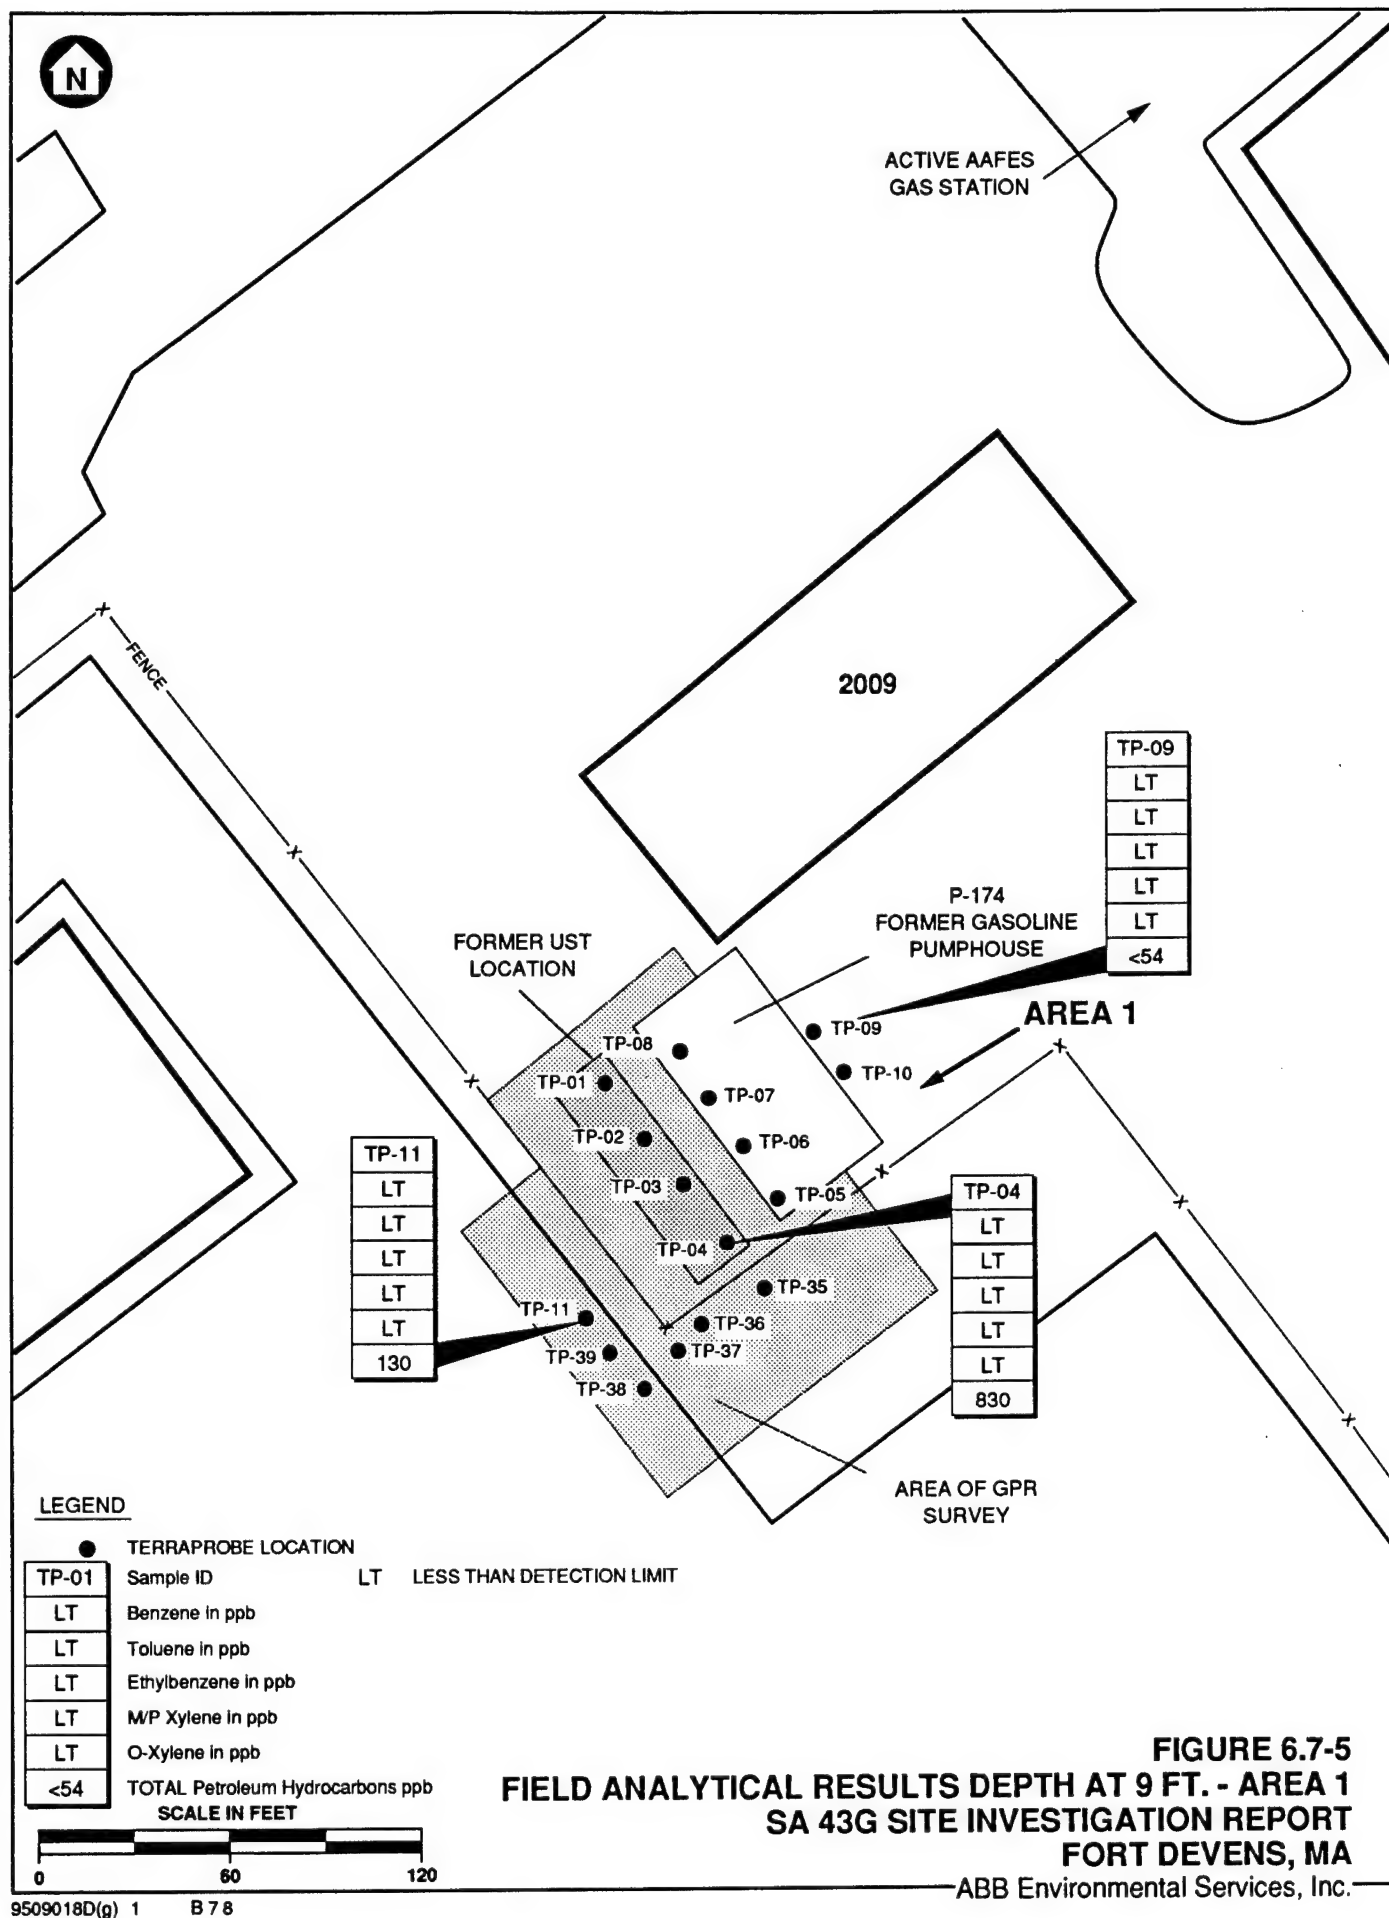 N
ACTIVE AAFES
GAS STATION
FENCE
2009
TP-09
LT
LT
LT
LT
LT
<54
P-174
FORMER GASOLINE
PUMPHOUSE
FORMER UST
LOCATION
AREA 1
TP-09
TP-08
TP-10
TP-01
TP-07
TP-02
TP-06
TP-03
TP-05
TP-04
TP-35
TP-11
TP-36
TP-39
TP-37
TP-38
TP-11
LT
LT
LT
LT
LT
130
TP-04
LT
LT
LT
LT
LT
830
AREA OF GPR
SURVEY
LEGEND
TERRAPROBE LOCATION
TP-01 Sample ID LT LESS THAN DETECTION LIMIT
LT Benzene in ppb
LT Toluene in ppb
LT Ethylbenzene in ppb
LT M/P Xylene in ppb
LT O-Xylene in ppb
<54 TOTAL Petroleum Hydrocarbons ppb
SCALE IN FEET
0 60 120
FIGURE 6.7-5
FIELD ANALYTICAL RESULTS DEPTH AT 9 FT. - AREA 1
SA 43G SITE INVESTIGATION REPORT
FORT DEVENS, MA
ABB Environmental Services, Inc.
9509018D(g) 1 B 7 8